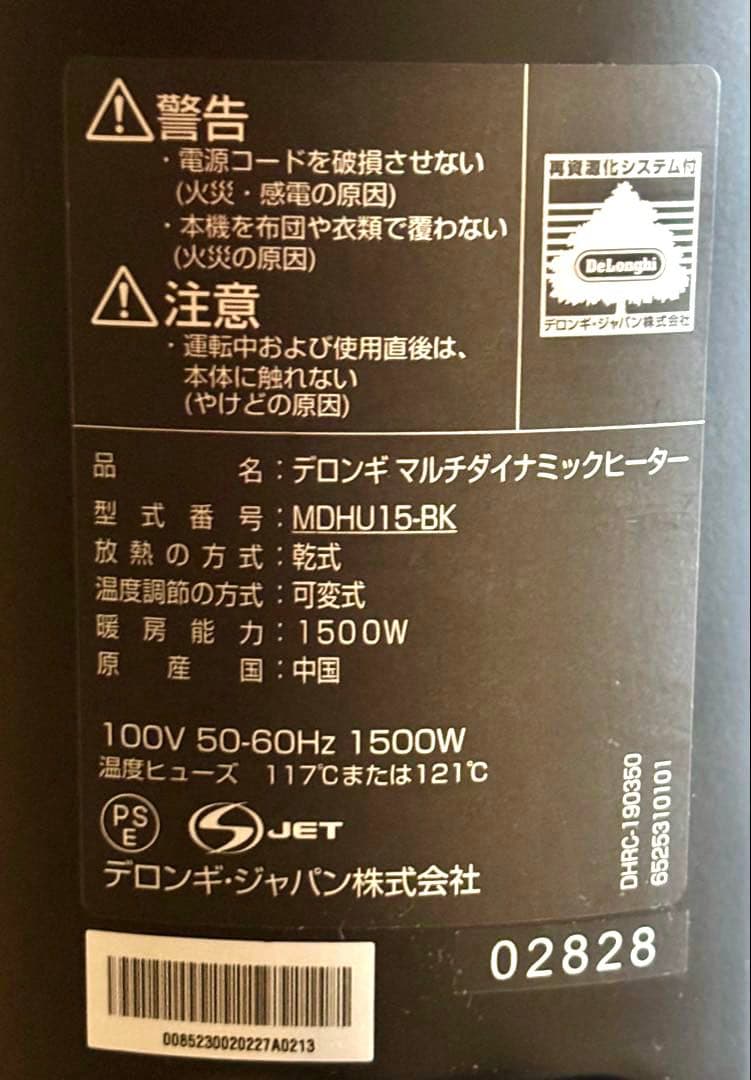 警告
・電源コードを破損させない
(火災・感電の原因)
・本機を布団や衣類で覆わない
(火災の原因)
注意
・運転中および使用直後は、
本体に触れない
(やけどの原因)
再資源化システム付
DeLonghi
デロンギ・ジャパン株式会社
品名：デロンギ マルチダイナミックヒーター
型式番号：MDHU15-BK
放熱の方式：乾式
温度調節の方式：可変式
暖房能力：1500W
原産国：中国
100V 50-60Hz 1500W
温度ヒューズ 117℃または121℃
PS
E
JET
デロンギ・ジャパン株式会社
DHRC-190350
6525310101
02828
0085230020227A0213